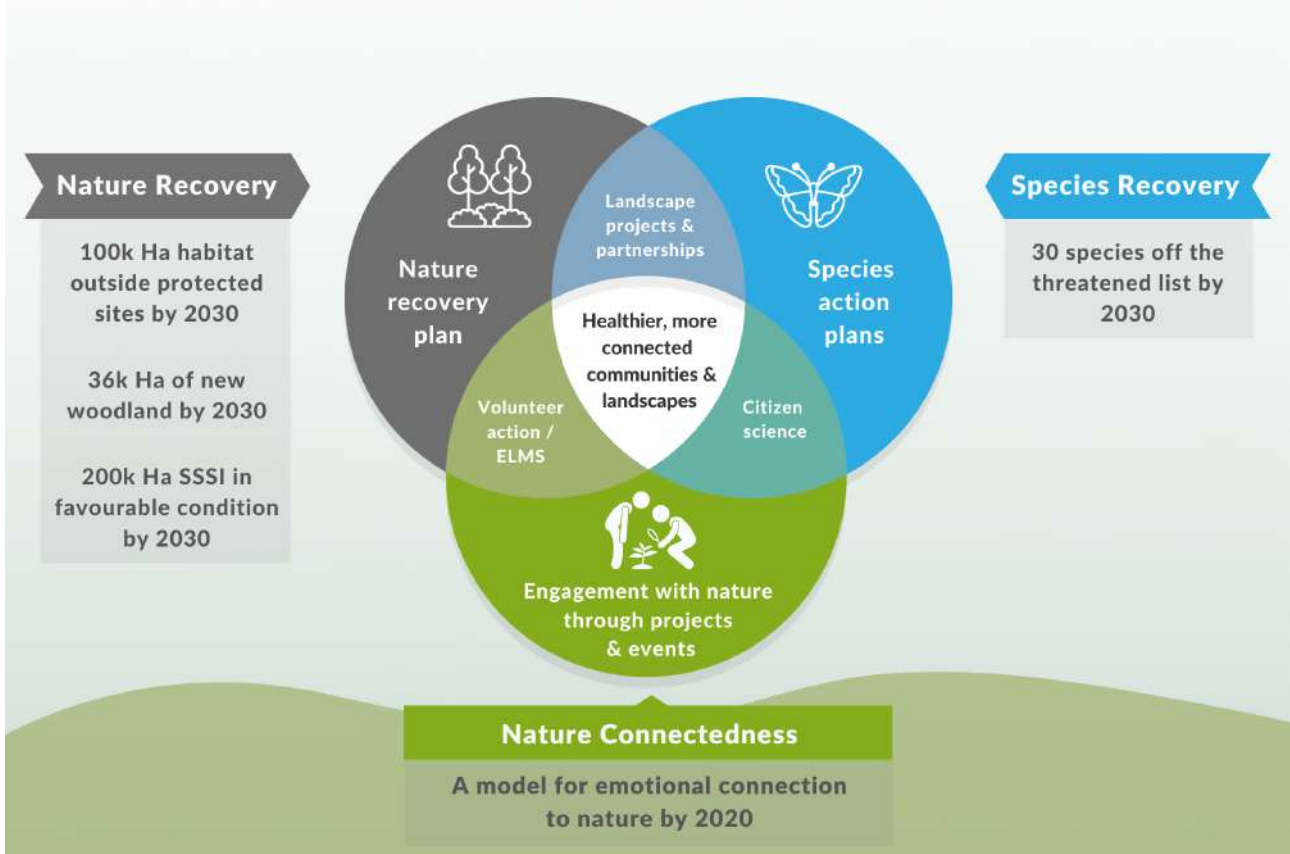 Nature Recovery
100k Ha habitat
outside protected
sites by 2030
36k Ha of new
woodland by 2030
200k Ha SSSI in
favourable condition
by 2030
Nature
recovery
plan
Landscape
projects &
partnerships
Species
action
plans
Healthier, more
connected
communities &
landscapes
Volunteer
action /
ELMS
Citizen
science
Engagement with nature
through projects
& events
Species Recovery
30 species off the
threatened list by
2030
Nature Connectedness
A model for emotional connection
to nature by 2020